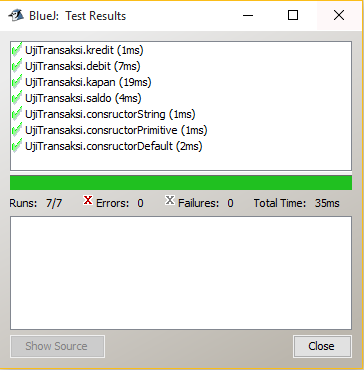 BlueJ: Test Results
UjiTransaksi.kredit (1ms)
UjiTransaksi.debit (7ms)
UjiTransaksi.kapan (19ms)
UjiTransaksi.saldo (4ms)
UjiTransaksi.consructorString (1ms)
UjiTransaksi.consructorPrimitive (1ms)
UjiTransaksi.consructorDefault (2ms)
Runs: 7/7 X Errors: 0 X Failures: 0 Total Time: 35ms
Show Source Close